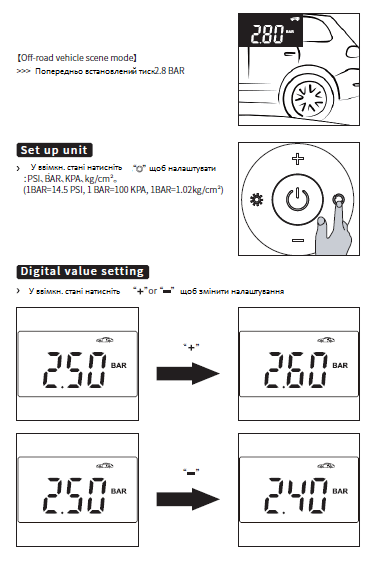 2.80 BAR
【Off-road vehicle scene mode】
>>> Попередньо встановлений тиск2.8 BAR
Set up unit
› У ввімкн. стані натисніть “⌼” щоб налаштувати
:PSI、BAR、KPA、kg/cm²。
(1BAR=14.5 PSI, 1 BAR=100 KPA, 1BAR=1.02kg/cm²)
Digital value setting
› У ввімкн. стані натисніть “+”or “−” щоб змінити налаштування
2.50 BAR
“+”
2.60 BAR
2.50 BAR
“−”
2.40 BAR